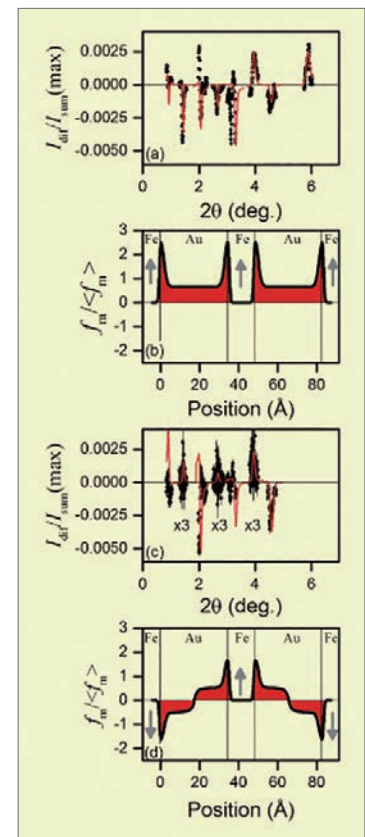 0.0025
0.0000
-0.0025
-0.0050
I_dif/I_sum(max)
(a)
0 2 4 6
2θ (deg.)
Fe Au Fe Au Fe
3
2
1
0
-1
-2
f_m/<f_m>
(b)
0 20 40 60 80
Position (Å)
0.0025
0.0000
-0.0025
-0.0050
I_dif/I_sum(max)
x3 x3 x3
(c)
0 2 4 6
2θ (deg.)
Fe Au Fe Au Fe
3
2
1
0
-1
-2
f_m/<f_m>
(d)
0 20 40 60 80
Position (Å)